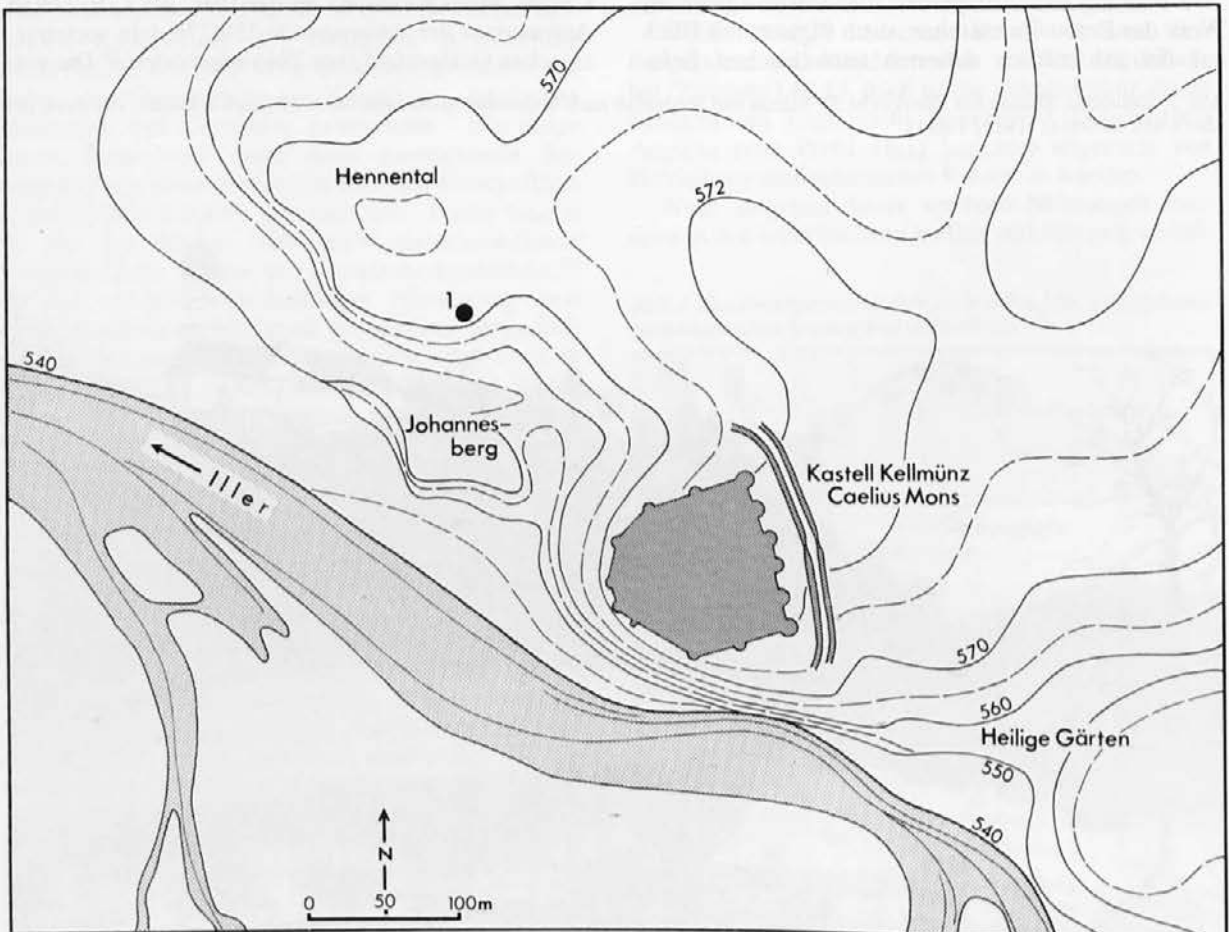 570
Hennental
572
1
540
Johannes-
berg
Iller
Kastell Kellmünz
Caelius Mons
570
560
Heilige Gärten
550
540
N
0 50 100m